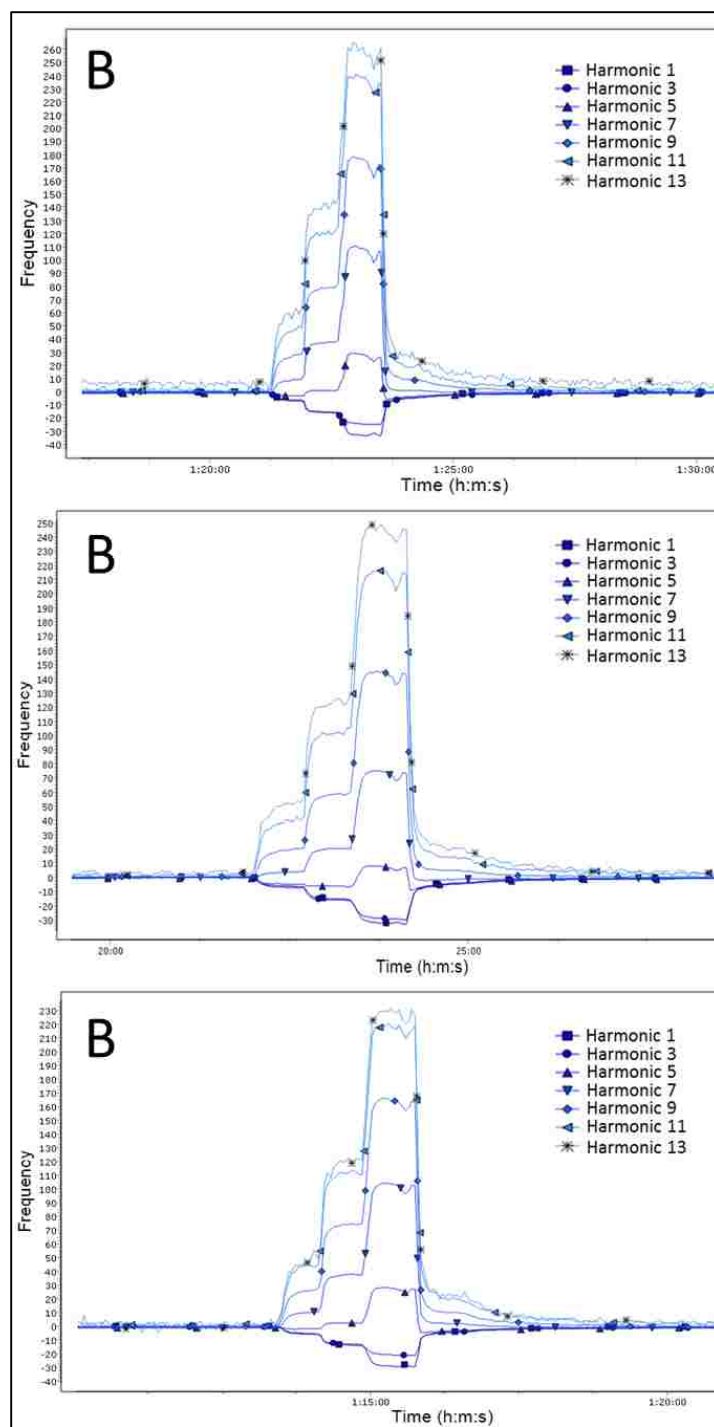 B
Frequency
260
250
240
230
220
210
200
190
180
170
160
150
140
130
120
110
100
90
80
70
60
50
40
30
20
10
0
-10
-20
-30
-40
Harmonic 1
Harmonic 3
Harmonic 5
Harmonic 7
Harmonic 9
Harmonic 11
Harmonic 13
1:20:00 1:25:00 1:30:00
Time (h:m:s)
B
Frequency
250
240
230
220
210
200
190
180
170
160
150
140
130
120
110
100
90
80
70
60
50
40
30
20
10
0
-10
-20
-30
Harmonic 1
Harmonic 3
Harmonic 5
Harmonic 7
Harmonic 9
Harmonic 11
Harmonic 13
20:00 25:00
Time (h:m:s)
B
Frequency
230
220
210
200
190
180
170
160
150
140
130
120
110
100
90
80
70
60
50
40
30
20
10
0
-10
-20
-30
-40
Harmonic 1
Harmonic 3
Harmonic 5
Harmonic 7
Harmonic 9
Harmonic 11
Harmonic 13
1:15:00 1:20:00
Time (h:m:s)